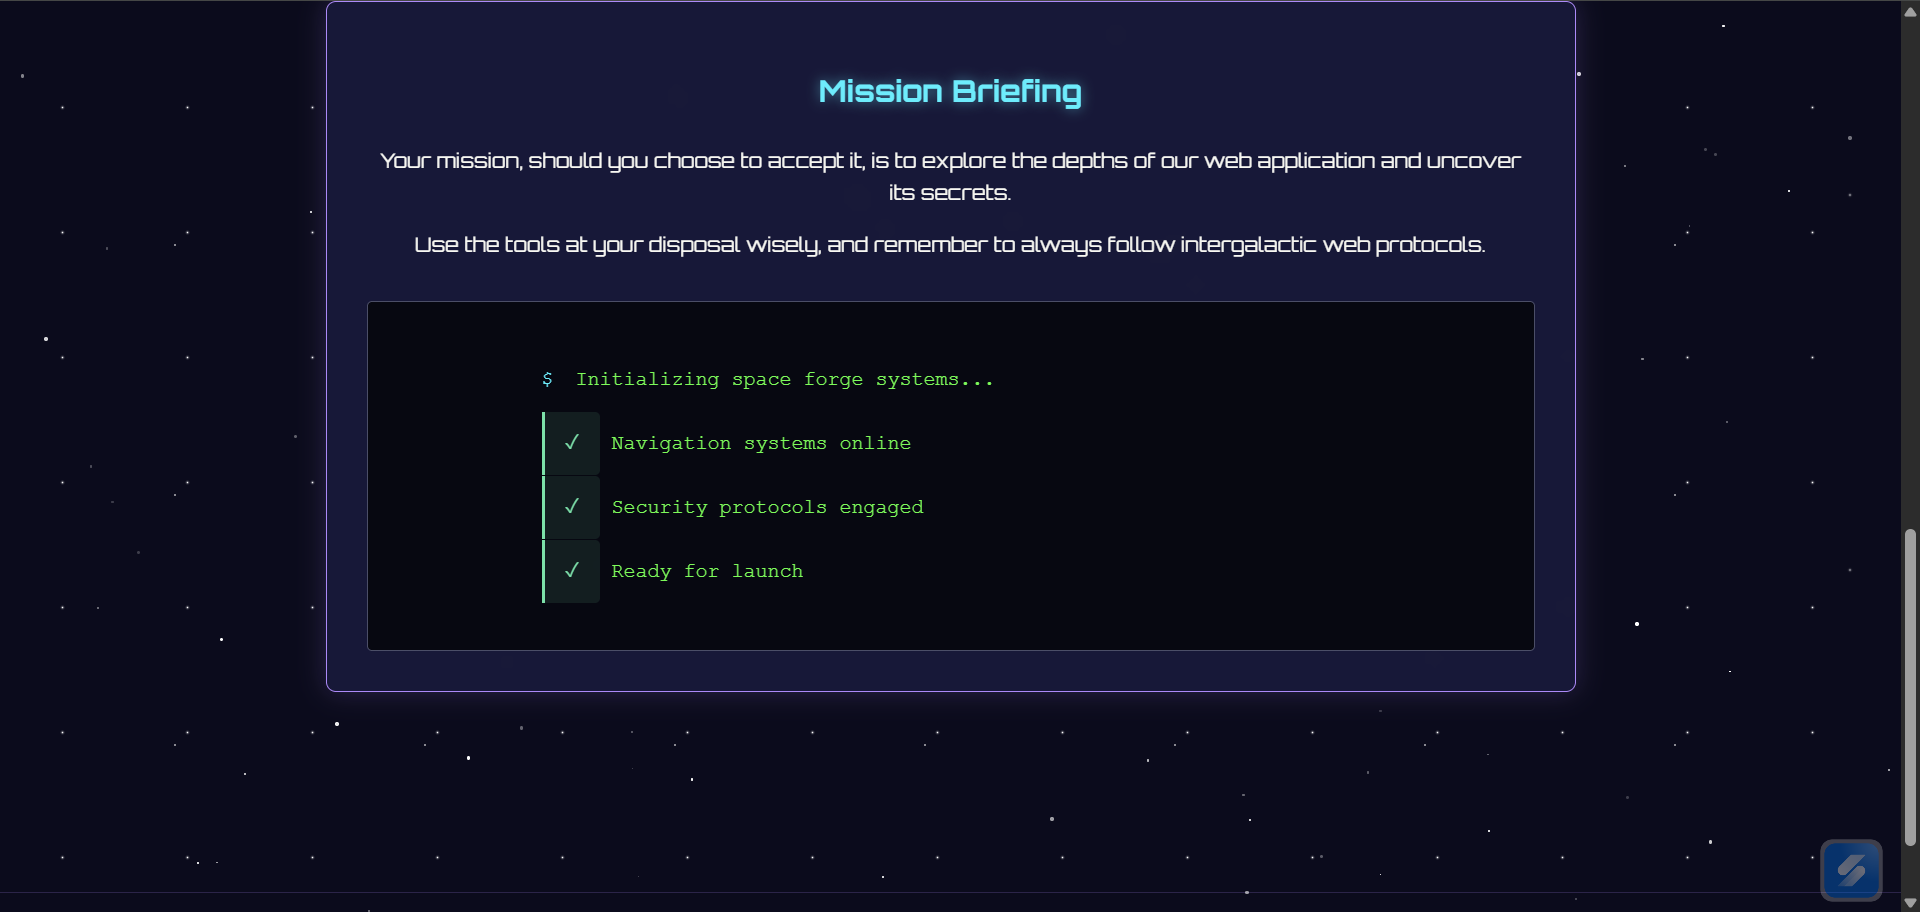 Mission Briefing
Your mission, should you choose to accept it, is to explore the depths of our web application and uncover
its secrets.
Use the tools at your disposal wisely, and remember to always follow intergalactic web protocols.
$ Initializing space forge systems...
✓ Navigation systems online
✓ Security protocols engaged
✓ Ready for launch